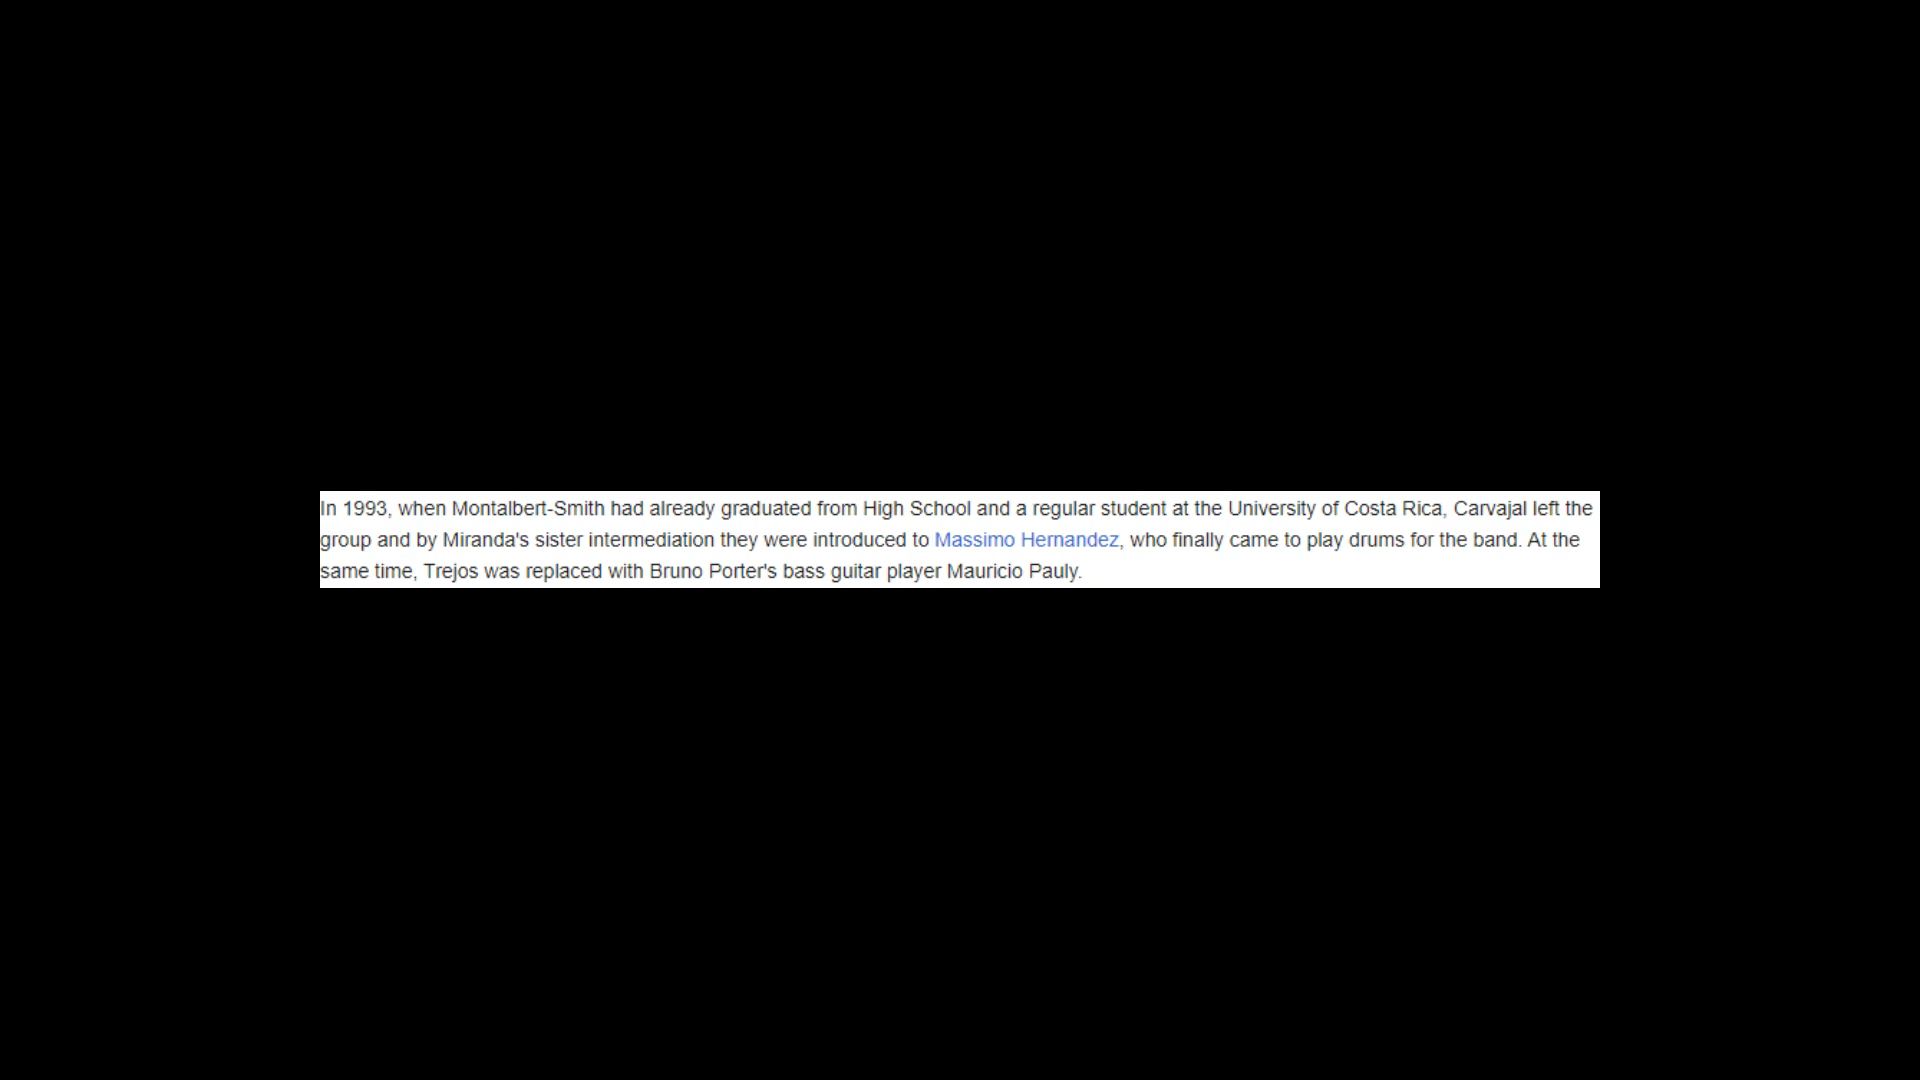 In 1993, when Montalbert-Smith had already graduated from High School and a regular student at the University of Costa Rica, Carvajal left the
group and by Miranda's sister intermediation they were introduced to Massimo Hernandez, who finally came to play drums for the band. At the
same time, Trejos was replaced with Bruno Porter's bass guitar player Mauricio Pauly.